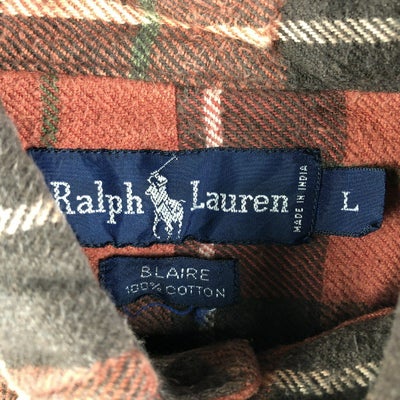 Ralph Lauren
MADE IN INDIA
L
BLAIRE
100% COTTON